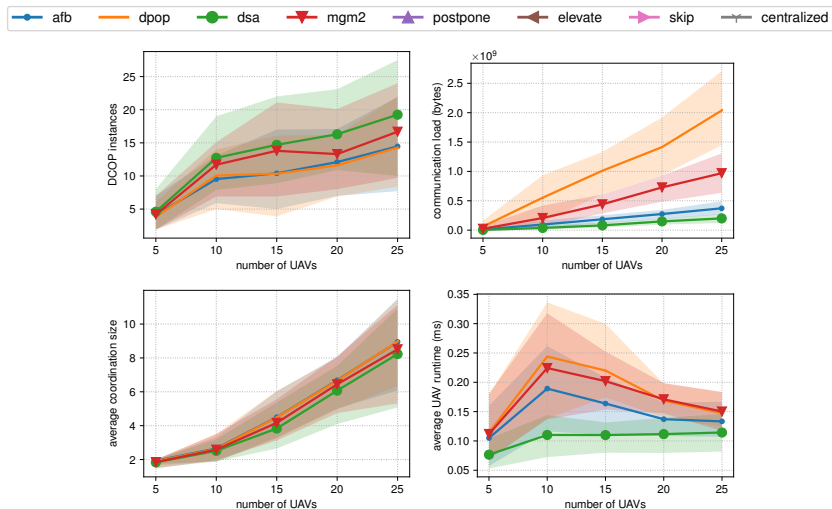 afb dpop dsa mgm2 postpone elevate skip centralized
DCOP instances
25
20
15
10
5
5 10 15 20 25
number of UAVs
×10⁹
communication load (bytes)
2.5
2.0
1.5
1.0
0.5
0.0
5 10 15 20 25
number of UAVs
average coordination size
10
8
6
4
2
5 10 15 20 25
number of UAVs
average UAV runtime (ms)
0.35
0.30
0.25
0.20
0.15
0.10
0.05
5 10 15 20 25
number of UAVs